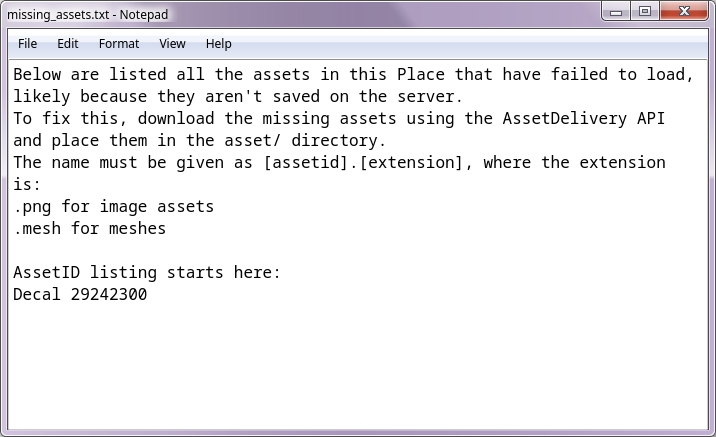 missing_assets.txt - Notepad
File Edit Format View Help
Below are listed all the assets in this Place that have failed to load,
likely because they aren't saved on the server.
To fix this, download the missing assets using the AssetDelivery API
and place them in the asset/ directory.
The name must be given as [assetid].[extension], where the extension
is:
.png for image assets
.mesh for meshes

AssetID listing starts here:
Decal 29242300